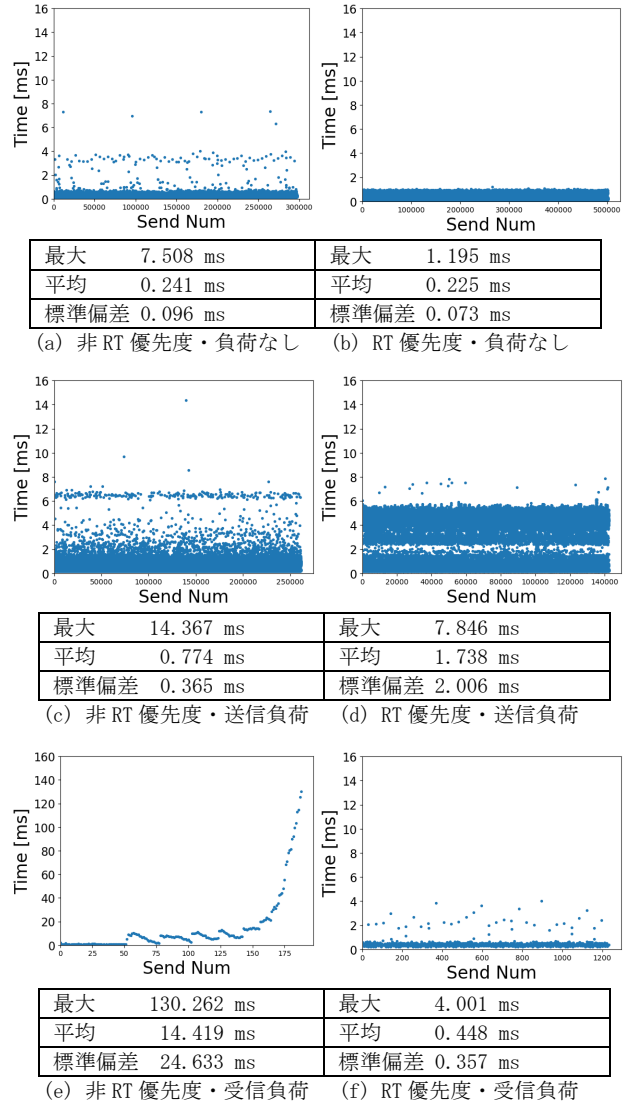 16
14
12
10
8
6
4
2
0
Time [ms]
0 50000 100000 150000 200000 250000 300000
Send Num
16
14
12
10
8
6
4
2
0
Time [ms]
0 100000 200000 300000 400000 500000
Send Num
最大 7.508 ms 最大 1.195 ms
平均 0.241 ms 平均 0.225 ms
標準偏差 0.096 ms 標準偏差 0.073 ms
(a) 非 RT 優先度・負荷なし (b) RT 優先度・負荷なし
16
14
12
10
8
6
4
2
0
Time [ms]
0 50000 100000 150000 200000 250000
Send Num
16
14
12
10
8
6
4
2
0
Time [ms]
0 20000 40000 60000 80000 100000 120000 140000
Send Num
最大 14.367 ms 最大 7.846 ms
平均 0.774 ms 平均 1.738 ms
標準偏差 0.365 ms 標準偏差 2.006 ms
(c) 非 RT 優先度・送信負荷 (d) RT 優先度・送信負荷
160
140
120
100
80
60
40
20
0
Time [ms]
0 25 50 75 100 125 150 175
Send Num
16
14
12
10
8
6
4
2
0
Time [ms]
0 200 400 600 800 1000 1200
Send Num
最大 130.262 ms 最大 4.001 ms
平均 14.419 ms 平均 0.448 ms
標準偏差 24.633 ms 標準偏差 0.357 ms
(e) 非 RT 優先度・受信負荷 (f) RT 優先度・受信負荷